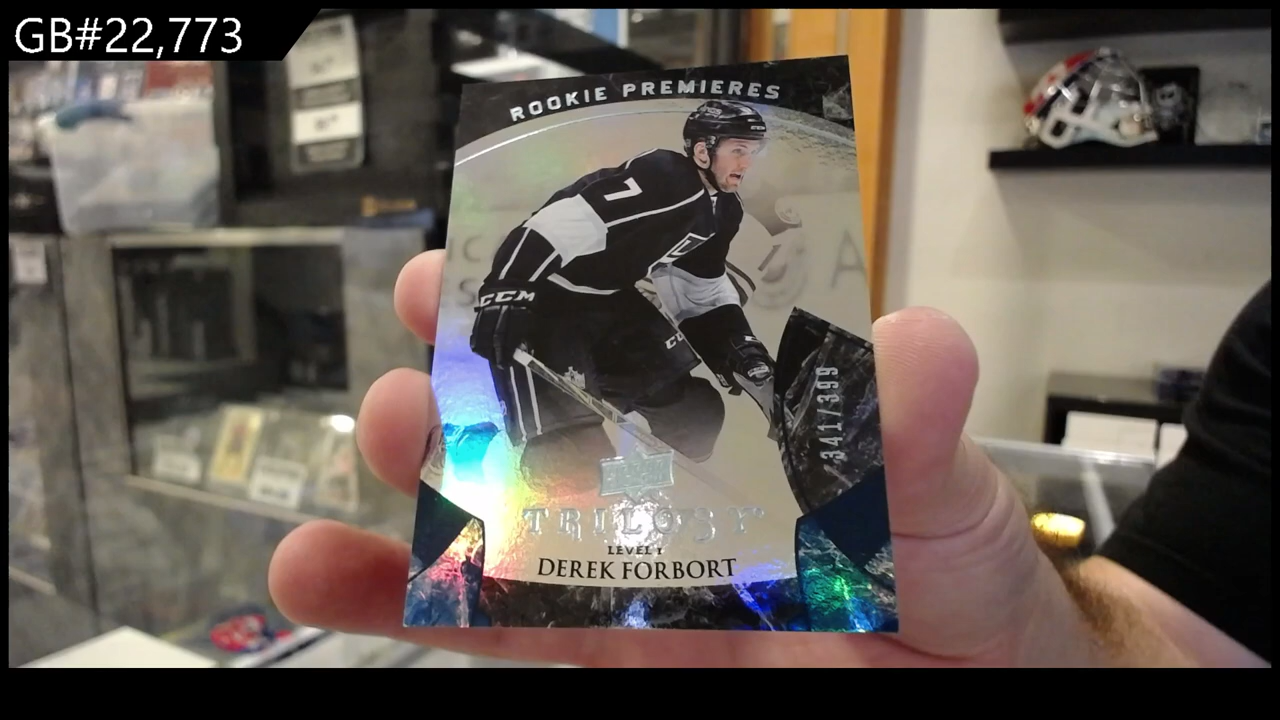 GB#22,773
ROOKIE PREMIERES
7
CCM
341/399
TRILOGY
LEVEL 1
DEREK FORBORT